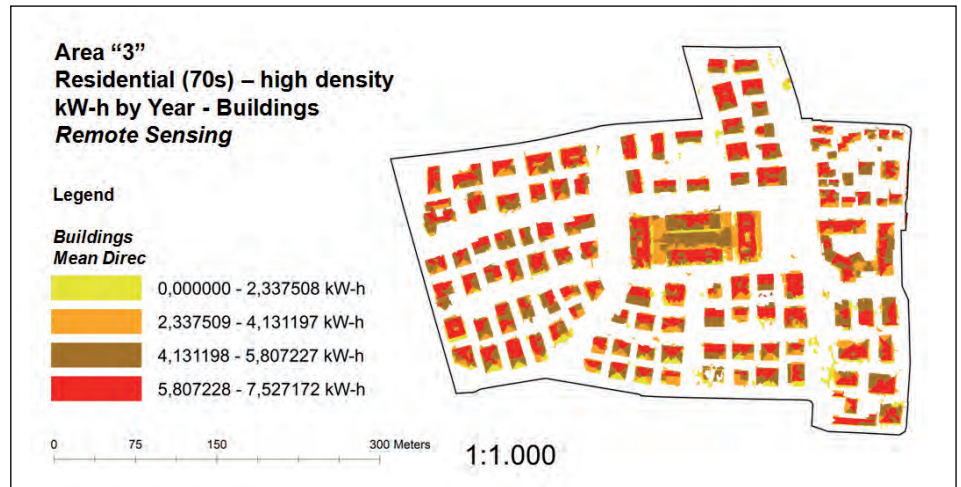 Area “3”
Residential (70s) – high density
kW-h by Year - Buildings
Remote Sensing
Legend
Buildings
Mean Direc
0,000000 - 2,337508 kW-h
2,337509 - 4,131197 kW-h
4,131198 - 5,807227 kW-h
5,807228 - 7,527172 kW-h
0 75 150 300 Meters
1:1.000